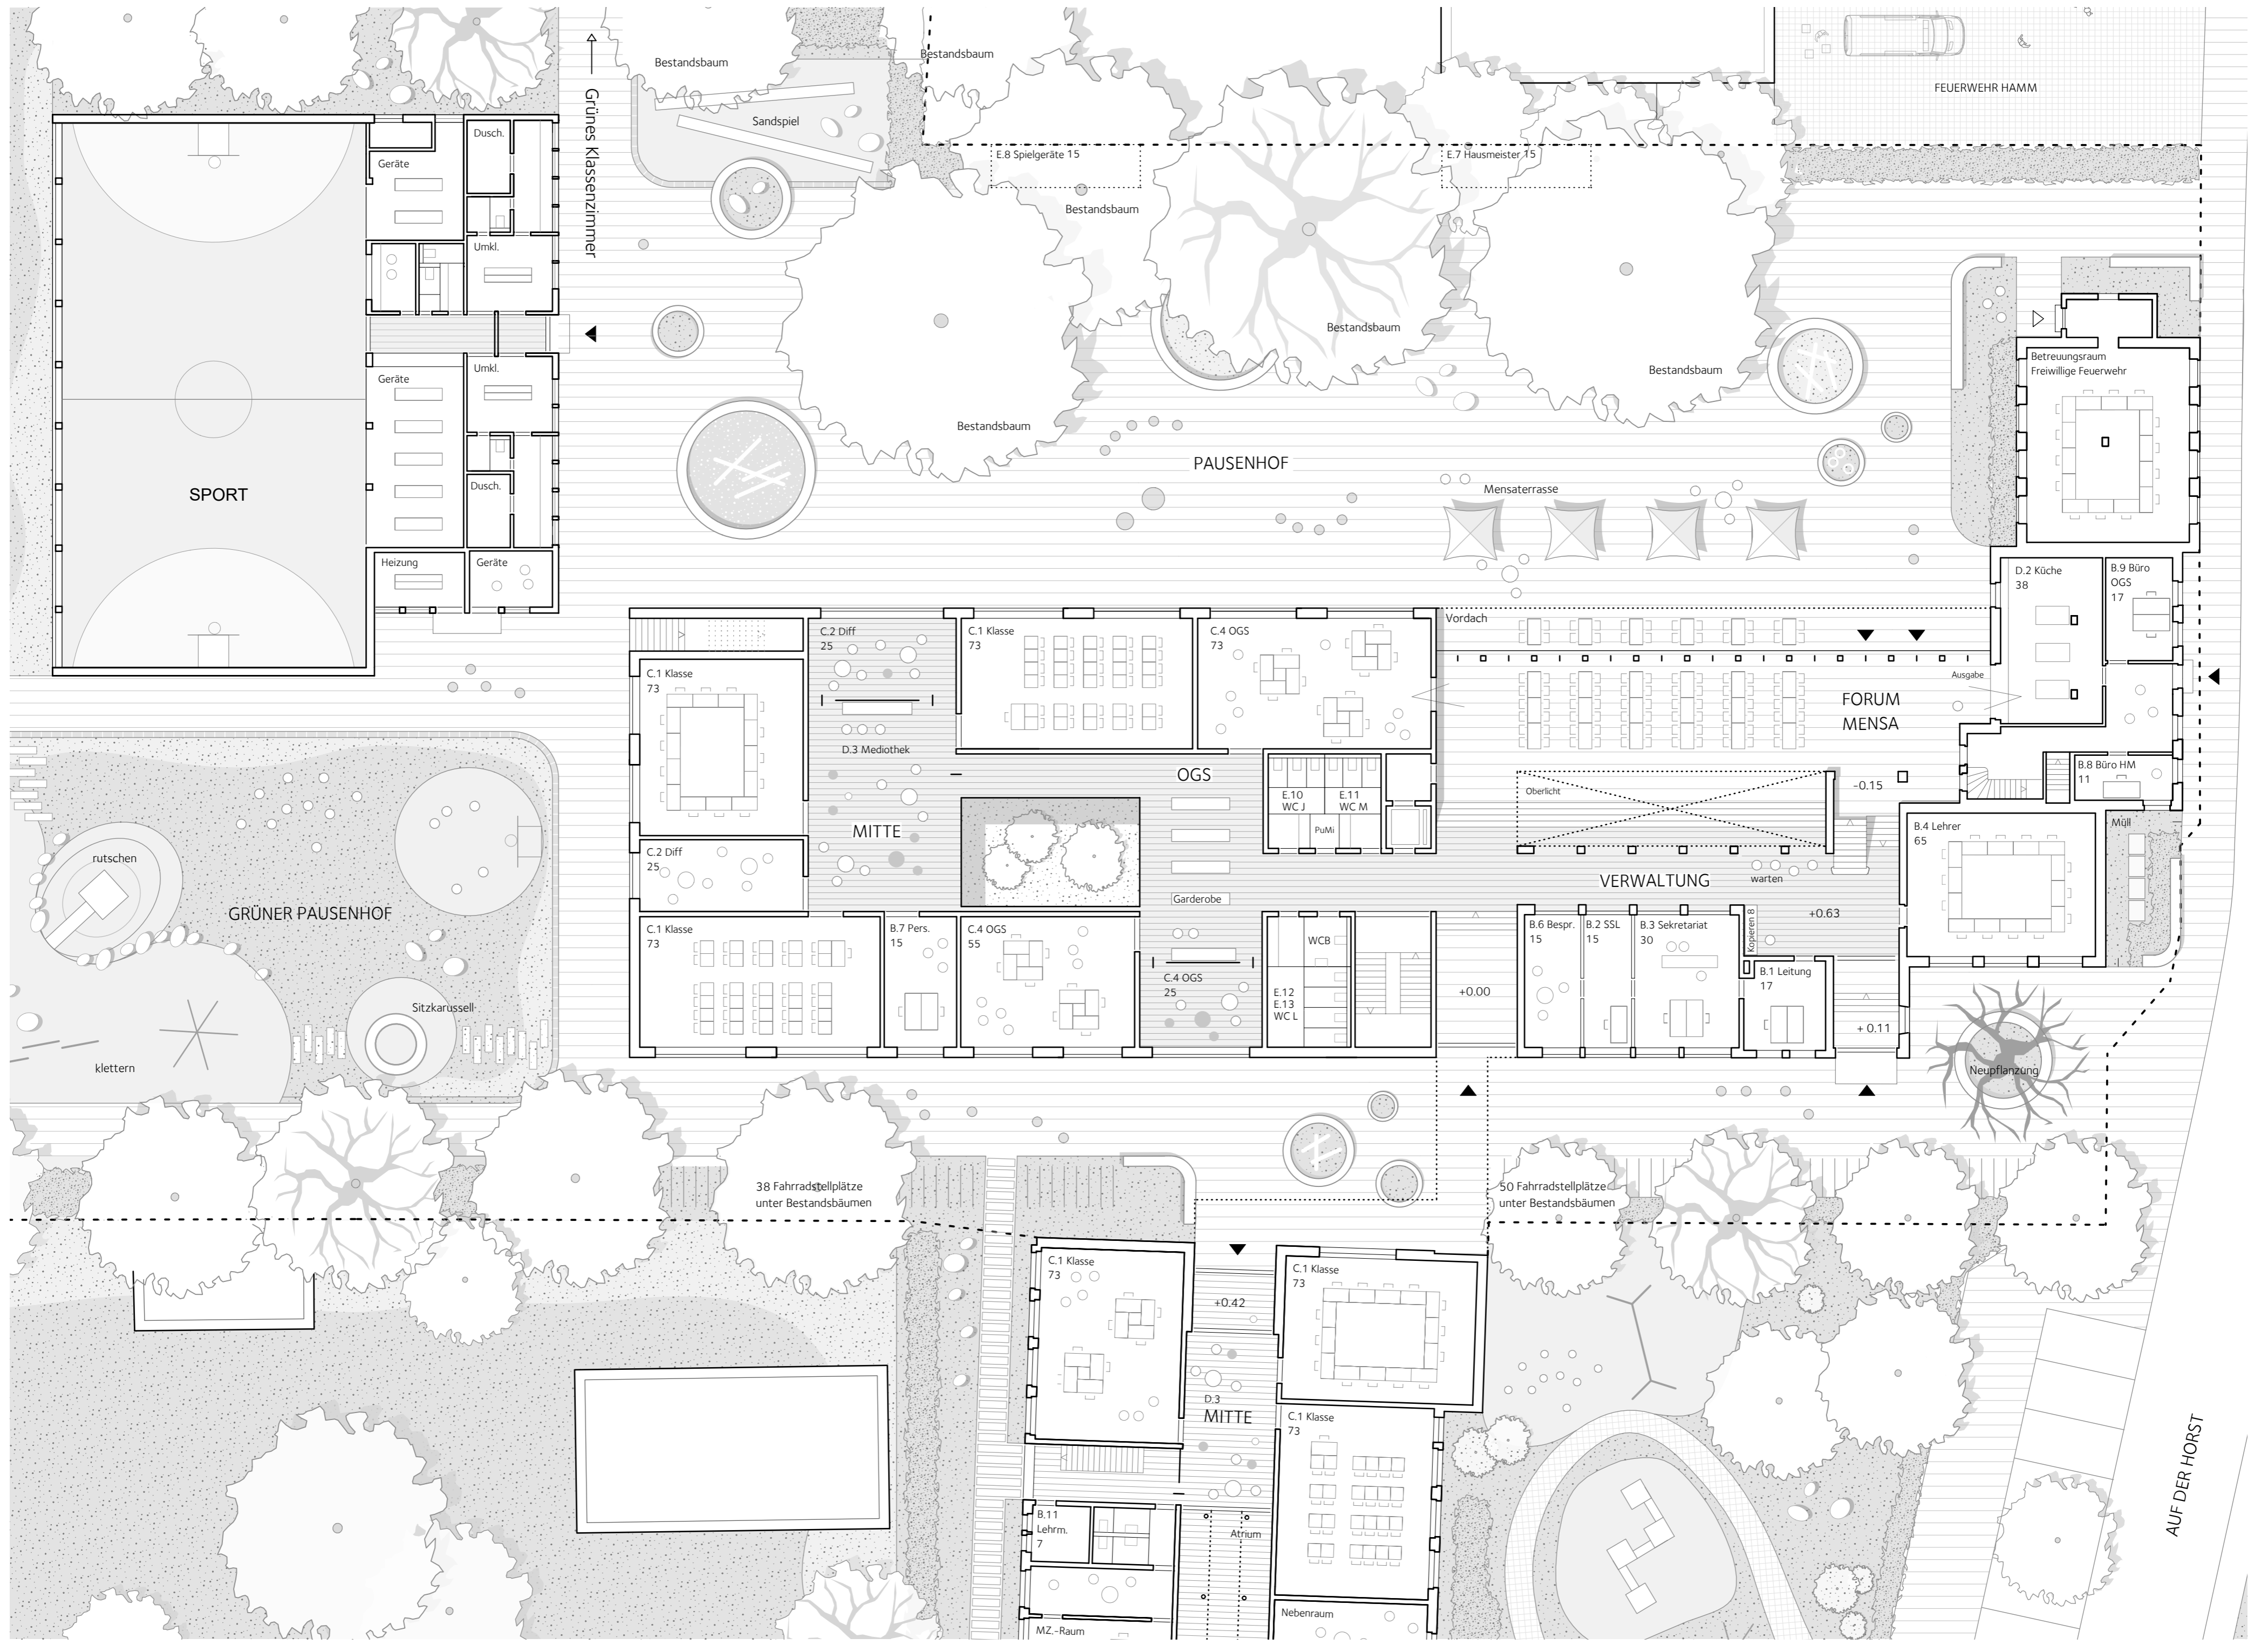 Bestandsbaum
Bestandsbaum
FEUERWEHR HAMM
Grünes Klassenzimmer
Sandspiel
E.8 Spielgeräte 15
E.7 Hausmeister 15
Bestandsbaum
Bestandsbaum
Bestandsbaum
Bestandsbaum
Dusch.
Geräte
Umkl.
Umkl.
Geräte
Dusch.
SPORT
Heizung
Geräte
PAUSENHOF
Mensaterrasse
Betreuungsraum
Freiwillige Feuerwehr
D.2 Küche
38
B.9 Büro
OGS
17
Vordach
C.2 Diff
25
C.1 Klasse
73
C.4 OGS
73
C.1 Klasse
73
Ausgabe
FORUM
MENSA
D.3 Mediothek
OGS
B.8 Büro HM
11
-0.15
Oberlicht
E.10
WC J
E.11
WC M
PuMi
MITTE
Müll
B.4 Lehrer
65
C.2 Diff
25
rutschen
VERWALTUNG
warten
Garderobe
GRÜNER PAUSENHOF
+0.63
C.1 Klasse
73
B.7 Pers.
15
C.4 OGS
55
WCB
B.6 Bespr.
15
B.2 SSL
15
B.3 Sekretariat
30
Kopieren 8
C.4 OGS
25
B.1 Leitung
17
E.12
E.13
WC L
+0.00
Sitzkarussell
+ 0.11
klettern
Neupflanzung
38 Fahrradstellplätze
unter Bestandsbäumen
50 Fahrradstellplätze
unter Bestandsbäumen
C.1 Klasse
73
C.1 Klasse
73
+0.42
D.3
MITTE
C.1 Klasse
73
AUF DER HORST
B.11
Lehrm.
7
Atrium
Nebenraum
MZ.-Raum